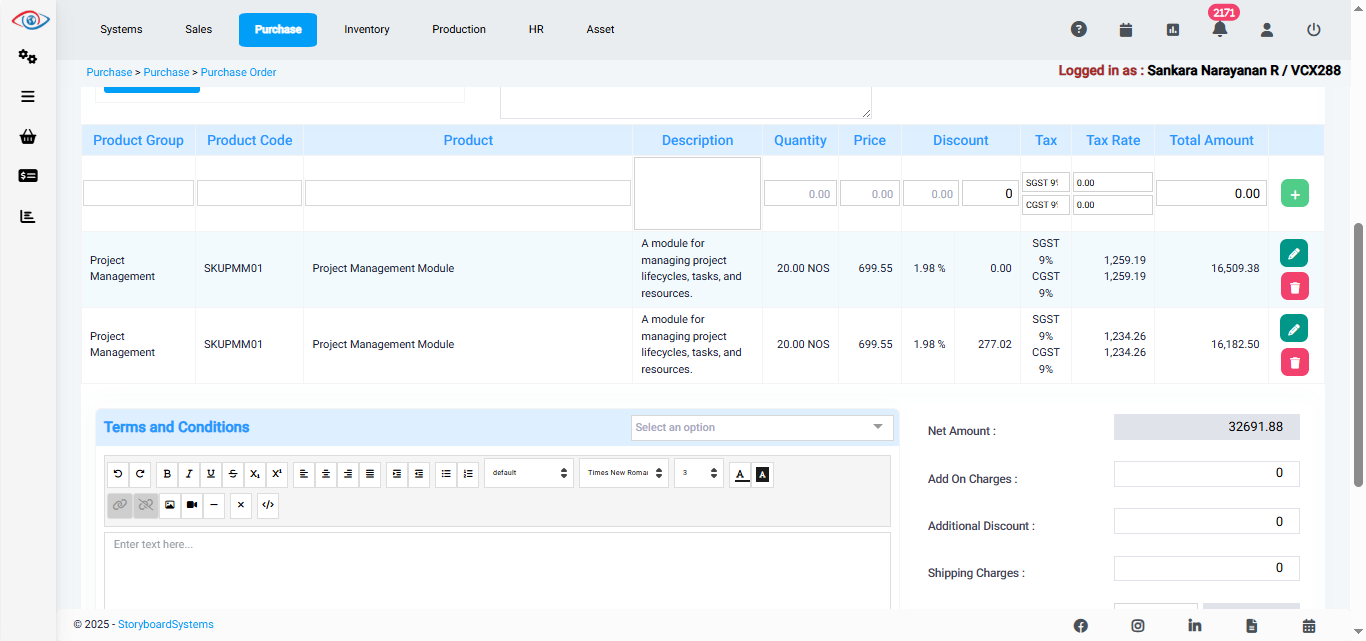 2171
Systems Sales Purchase Inventory Production HR Asset
Purchase > Purchase > Purchase Order
Logged in as : Sankara Narayanan R / VCX288
Product Group Product Code Product Description Quantity Price Discount Tax Tax Rate Total Amount
0.00 0.00 0.00 0 SGST 9% 0.00 0.00
CGST 9% 0.00
Project Management SKUPMM01 Project Management Module
A module for
managing project
lifecycles, tasks, and
resources.
20.00 NOS 699.55 1.98 % 0.00
SGST
9%
CGST
9%
1,259.19
1,259.19
16,509.38
Project Management SKUPMM01 Project Management Module
A module for
managing project
lifecycles, tasks, and
resources.
20.00 NOS 699.55 1.98 % 277.02
SGST
9%
CGST
9%
1,234.26
1,234.26
16,182.50
Terms and Conditions
Select an option
default Times New Roma 3
Enter text here...
Net Amount : 32691.88
Add On Charges : 0
Additional Discount : 0
Shipping Charges : 0
© 2025 - StoryboardSystems